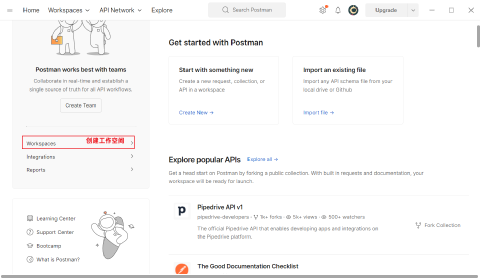 Home
Workspaces
API Network
Explore
Search Postman
Upgrade
Postman works best with teams
Collaborate in real-time and establish a
single source of truth for all API workflows.
Create Team
Workspaces
创建工作空间
Integrations
Reports
Learning Center
Support Center
Bootcamp
What is Postman?
Get started with Postman
Start with something new
Create a new request, collection, or
API in a workspace
Create New →
Import an existing file
Import any API schema file from your
local drive or Github
Import file →
Explore popular APIs
Explore all →
Get a head start on Postman by forking a public collection. With built in requests and documentation, your
workspace will be ready for launch.
Pipedrive API v1
pipedrive-developers · 1k+ forks · 5k+ views · 500+ watchers
The official Pipedrive API that enables developing apps and integrations on
the Pipedrive platform.
Fork Collection
The Good Documentation Checklist